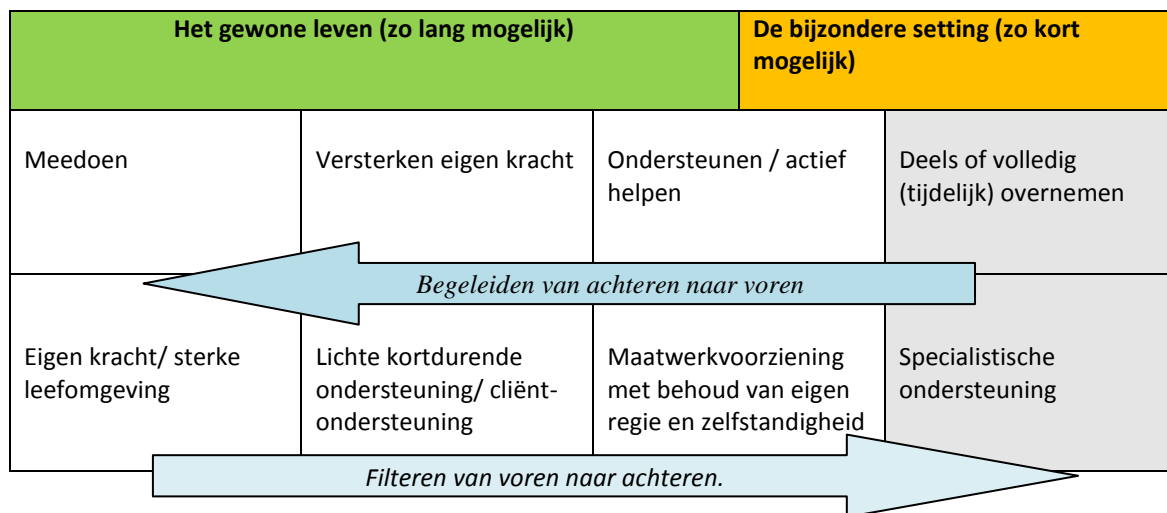 Het gewone leven (zo lang mogelijk)
De bijzondere setting (zo kort
mogelijk)
Meedoen
Versterken eigen kracht
Ondersteunen / actief
helpen
Deels of volledig
(tijdelijk) overnemen
Begeleiden van achteren naar voren
Eigen kracht/ sterke
leefomgeving
Lichte kortdurende
ondersteuning/ cliënt-
ondersteuning
Maatwerkvoorziening
met behoud van eigen
regie en zelfstandigheid
Specialistische
ondersteuning
Filteren van voren naar achteren.